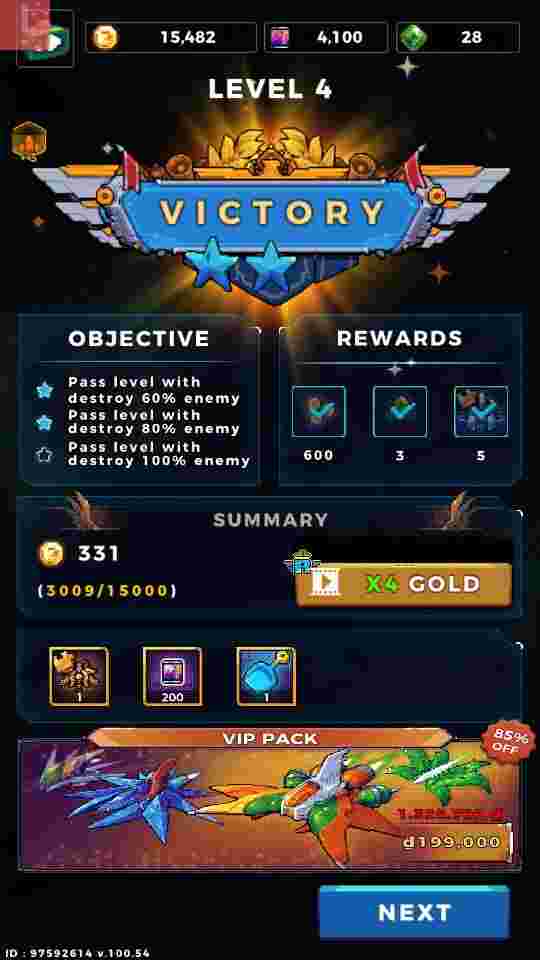 15,482 4,100 28
LEVEL 4
VICTORY
OBJECTIVE
Pass level with
destroy 60% enemy
Pass level with
destroy 80% enemy
Pass level with
destroy 100% enemy
REWARDS
600 3 5
SUMMARY
331
(3009/15000)
X4 GOLD
1 200 1
VIP PACK
85%
OFF
đ199,000
NEXT
ID : 97592614 v.100.54